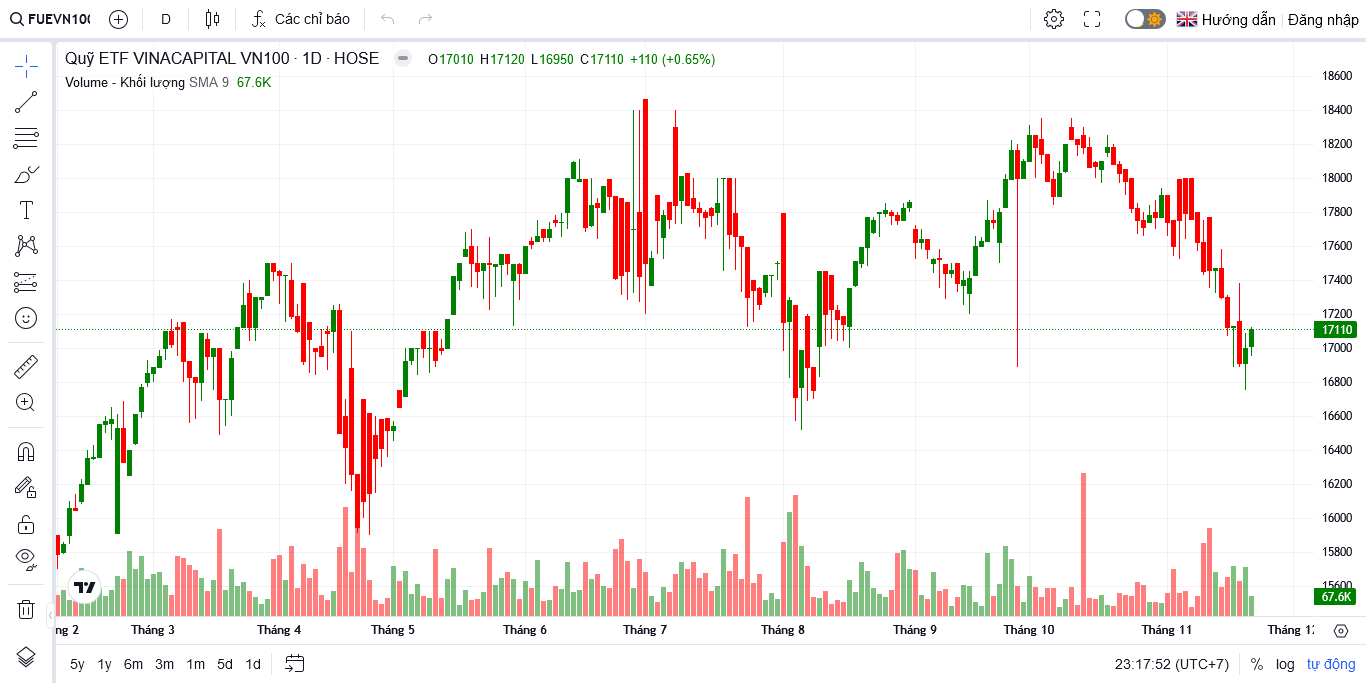 FUEVN100
D
Các chỉ báo
Hướng dẫn
Đăng nhập
Quỹ ETF VINACAPITAL VN100 · 1D · HOSE
O17010 H17120 L16950 C17110 +110 (+0.65%)
Volume - Khối lượng SMA 9 67.6K
18600
18400
18200
18000
17800
17600
17400
17200
17110
17000
16800
16600
16400
16200
16000
15800
15600
67.6K
ng 2 Tháng 3 Tháng 4 Tháng 5 Tháng 6 Tháng 7 Tháng 8 Tháng 9 Tháng 10 Tháng 11 Tháng 12
5y 1y 6m 3m 1m 5d 1d
23:17:52 (UTC+7) % log tự động